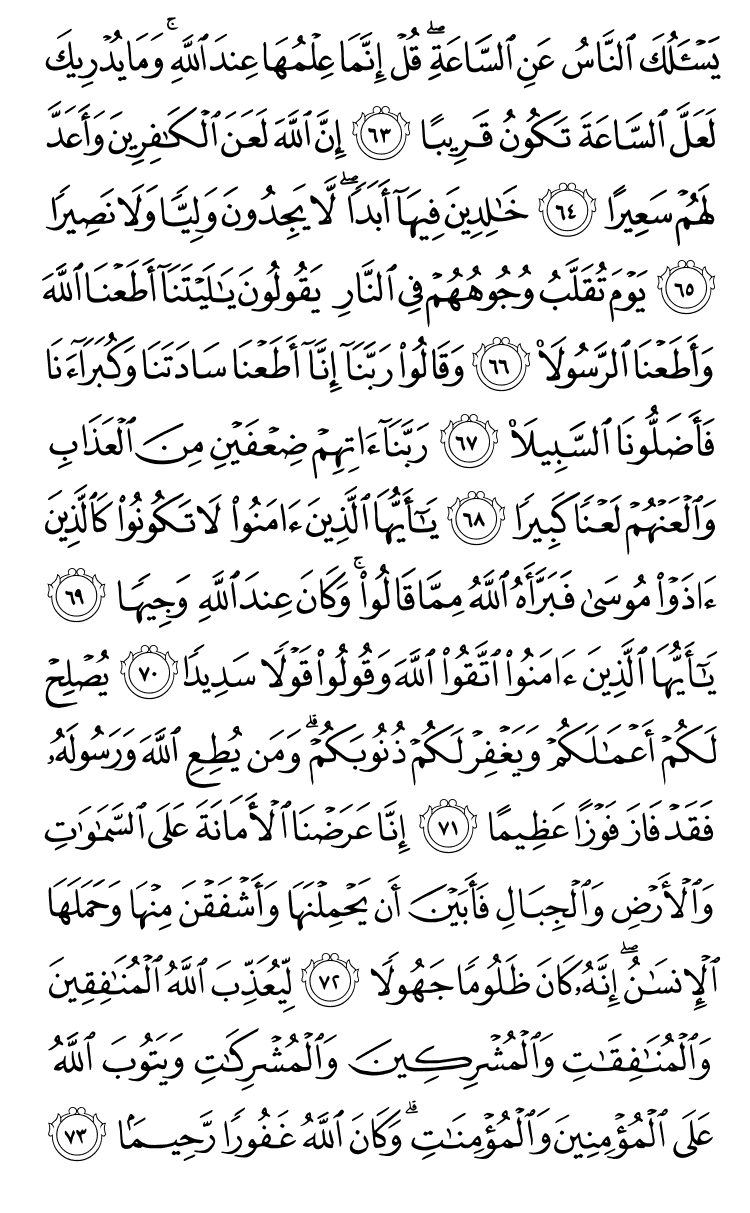 يَسْـَٔلُكَ ٱلنَّاسُ عَنِ ٱلسَّاعَةِۖ قُلْ إِنَّمَا عِلْمُهَا عِندَ ٱللَّهِۚ وَمَا يُدْرِيكَ
لَعَلَّ ٱلسَّاعَةَ تَكُونُ قَرِيبًا ٦٣ إِنَّ ٱللَّهَ لَعَنَ ٱلْكَٰفِرِينَ وَأَعَدَّ
لَهُمْ سَعِيرًا ٦٤ خَٰلِدِينَ فِيهَآ أَبَدًاۖ لَّا يَجِدُونَ وَلِيًّا وَلَا نَصِيرًا
٦٥ يَوْمَ تُقَلَّبُ وُجُوهُهُمْ فِى ٱلنَّارِ يَقُولُونَ يَٰلَيْتَنَآ أَطَعْنَا ٱللَّهَ
وَأَطَعْنَا ٱلرَّسُولَا۠ ٦٦ وَقَالُوا۟ رَبَّنَآ إِنَّآ أَطَعْنَا سَادَتَنَا وَكُبَرَآءَنَا
فَأَضَلُّونَا ٱلسَّبِيلَا۠ ٦٧ رَبَّنَآ ءَاتِهِمْ ضِعْفَيْنِ مِنَ ٱلْعَذَابِ
وَٱلْعَنْهُمْ لَعْنًا كَبِيرًا ٦٨ يَٰٓأَيُّهَا ٱلَّذِينَ ءَامَنُوا۟ لَا تَكُونُوا۟ كَٱلَّذِينَ
ءَاذَوْا۟ مُوسَىٰ فَبَرَّأَهُ ٱللَّهُ مِمَّا قَالُوا۟ۚ وَكَانَ عِندَ ٱللَّهِ وَجِيهًا ٦٩
يَٰٓأَيُّهَا ٱلَّذِينَ ءَامَنُوا۟ ٱتَّقُوا۟ ٱللَّهَ وَقُولُوا۟ قَوْلًا سَدِيدًا ٧٠ يُصْلِحْ
لَكُمْ أَعْمَٰلَكُمْ وَيَغْفِرْ لَكُمْ ذُنُوبَكُمْۗ وَمَن يُطِعِ ٱللَّهَ وَرَسُولَهُۥ
فَقَدْ فَازَ فَوْزًا عَظِيمًا ٧١ إِنَّا عَرَضْنَا ٱلْأَمَانَةَ عَلَى ٱلسَّمَٰوَٰتِ
وَٱلْأَرْضِ وَٱلْجِبَالِ فَأَبَيْنَ أَن يَحْمِلْنَهَا وَأَشْفَقْنَ مِنْهَا وَحَمَلَهَا
ٱلْإِنسَٰنُۖ إِنَّهُۥ كَانَ ظَلُومًا جَهُولًا ٧٢ لِّيُعَذِّبَ ٱللَّهُ ٱلْمُنَٰفِقِينَ
وَٱلْمُنَٰفِقَٰتِ وَٱلْمُشْرِكِينَ وَٱلْمُشْرِكَٰتِ وَيَتُوبَ ٱللَّهُ
عَلَى ٱلْمُؤْمِنِينَ وَٱلْمُؤْمِنَٰتِۗ وَكَانَ ٱللَّهُ غَفُورًا رَّحِيمًۢا ٧٣